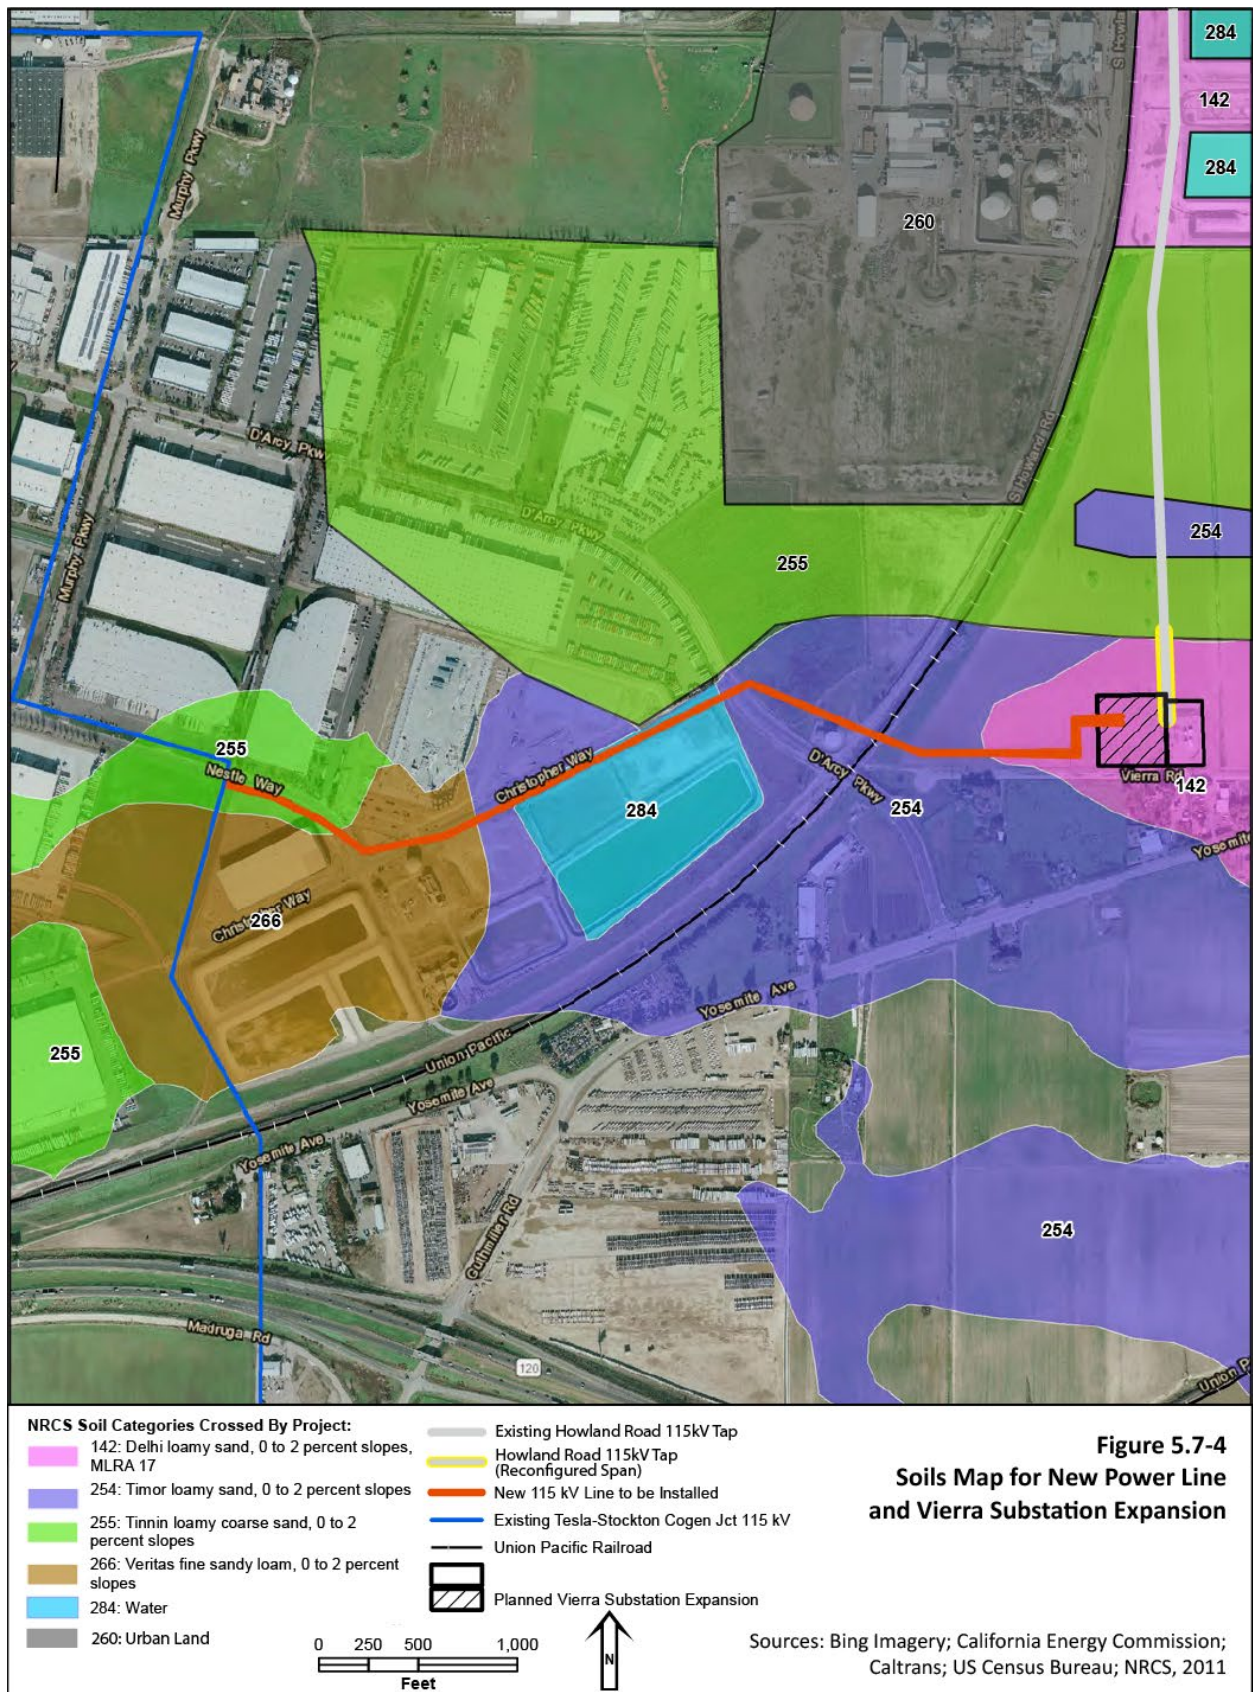 284
S Howla
142
284
Murphy Pkwy
260
D'Arcy Pkwy
S Howard Rd
D'Arcy Pkwy
254
Murphy Pkwy
255
255
Nestle Way
Christopher Way
D'Arcy Pkwy
Vierra Rd
142
284
254
Yosemite
Christopher Way
266
Yosemite Ave
255
Union Pacific
Yosemite Ave
Yosemite Ave
Guthmiller Rd
254
Madruga Rd
120
Union P
NRCS Soil Categories Crossed By Project:
142: Delhi loamy sand, 0 to 2 percent slopes,
MLRA 17
254: Timor loamy sand, 0 to 2 percent slopes
255: Tinnin loamy coarse sand, 0 to 2
percent slopes
266: Veritas fine sandy loam, 0 to 2 percent
slopes
284: Water
260: Urban Land
Existing Howland Road 115kV Tap
Howland Road 115kV Tap
(Reconfigured Span)
New 115 kV Line to be Installed
Existing Tesla-Stockton Cogen Jct 115 kV
Union Pacific Railroad
Planned Vierra Substation Expansion
0 250 500 1,000
Feet
N
Figure 5.7-4
Soils Map for New Power Line
and Vierra Substation Expansion
Sources: Bing Imagery; California Energy Commission;
Caltrans; US Census Bureau; NRCS, 2011